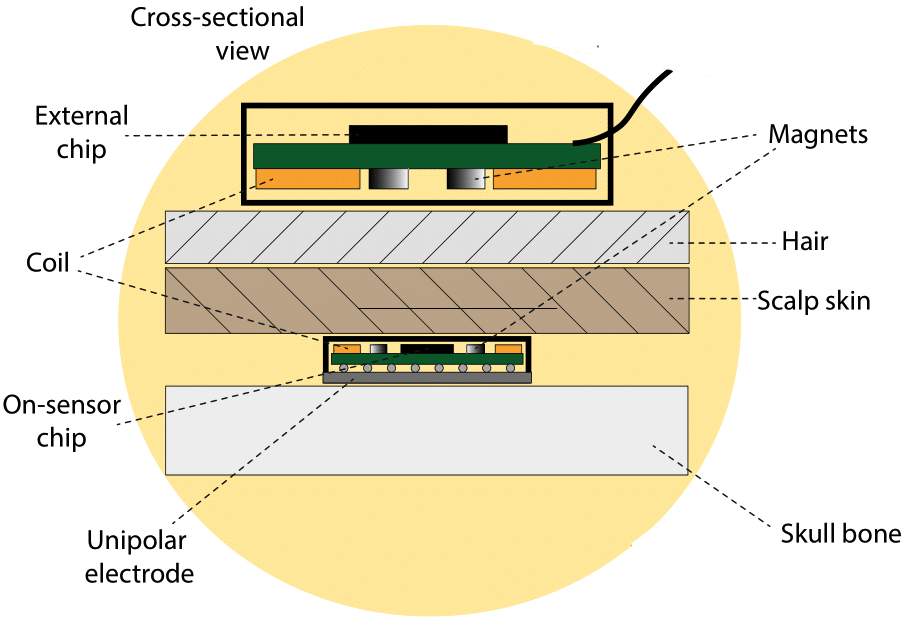 Cross-sectional
view
External
chip
Magnets
Hair
Coil
Scalp skin
On-sensor
chip
Unipolar
electrode
Skull bone